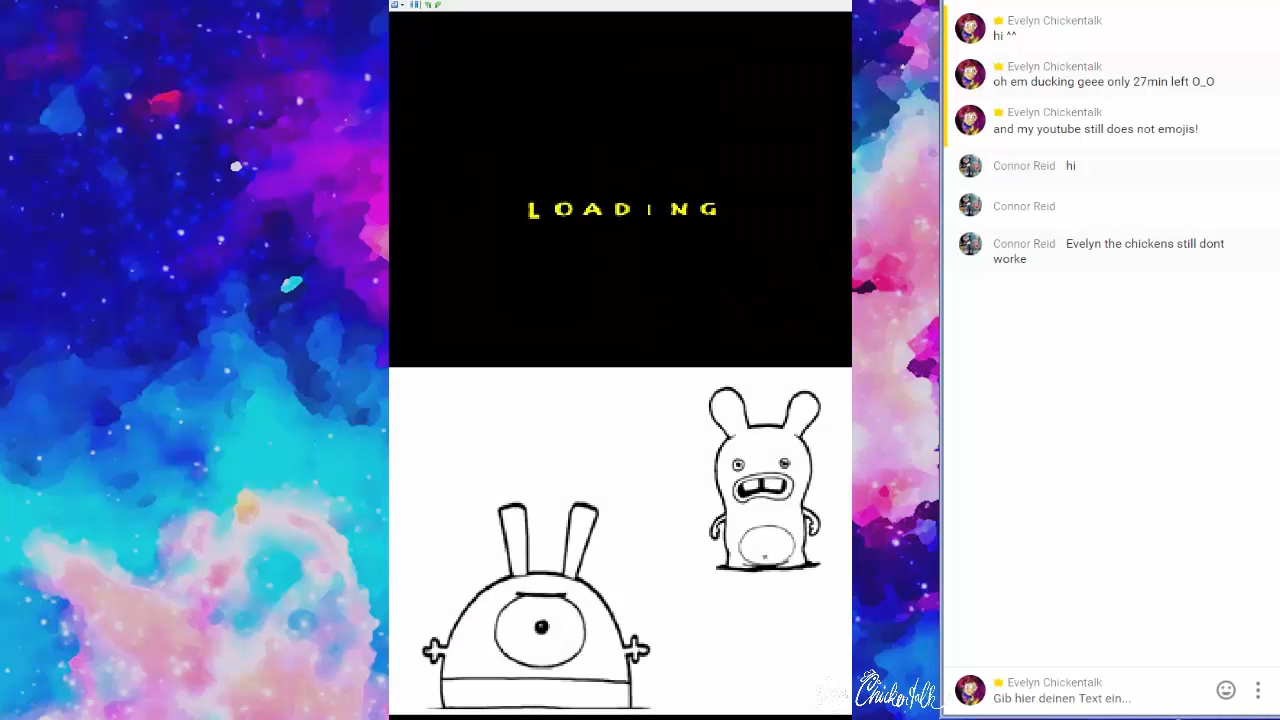 LOADING
Evelyn Chickentalk
hi ^^
Evelyn Chickentalk
oh em ducking geee only 27min left O_O
Evelyn Chickentalk
and my youtube still does not emojis!
Connor Reid hi
Connor Reid
Connor Reid Evelyn the chickens still dont
worke
Evelyn Chickentalk
Gib hier deinen Text ein...
Chickentalk